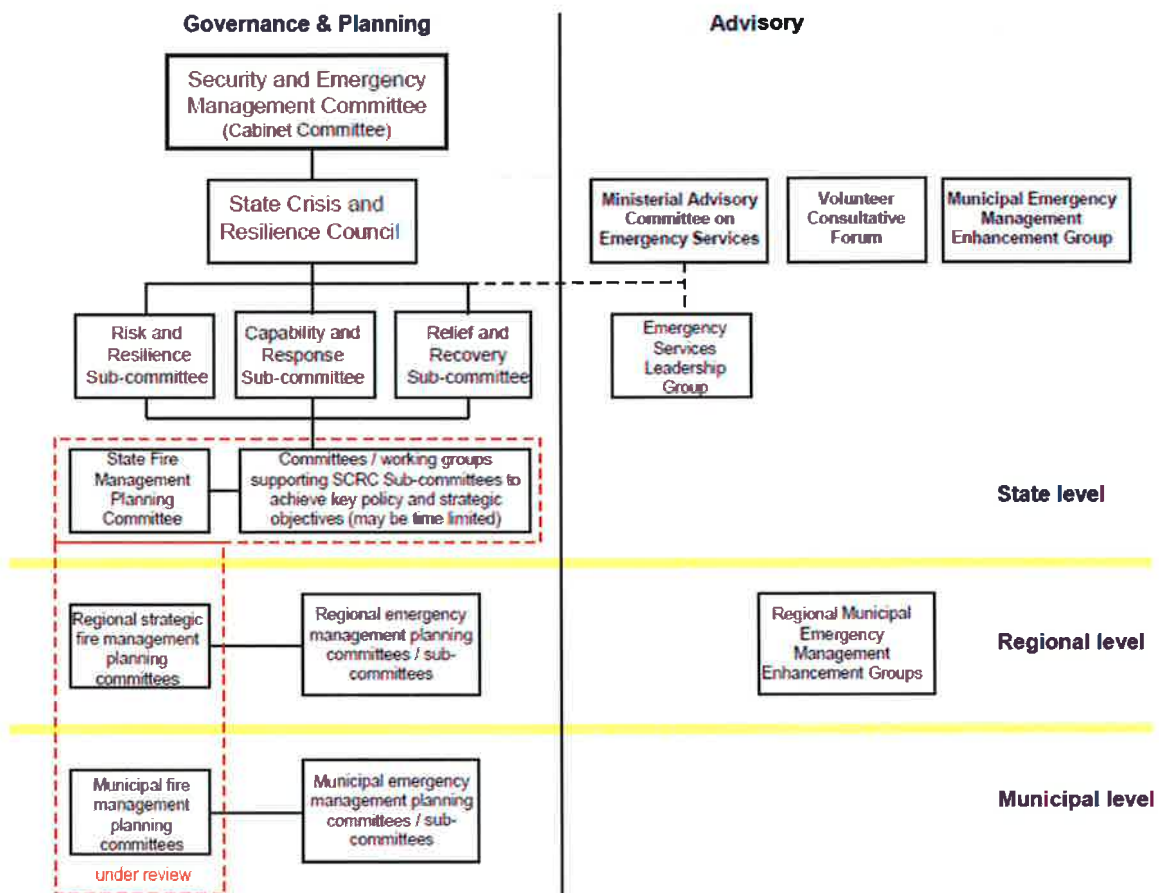 Governance & Planning
Advisory
Security and Emergency
Management Committee
(Cabinet Committee)
State Crisis and
Resilience Council
Ministerial Advisory
Committee on
Emergency Services
Volunteer
Consultative
Forum
Municipal Emergency
Management
Enhancement Group
Risk and
Resilience
Sub-committee
Capability and
Response
Sub-committee
Relief and
Recovery
Sub-committee
Emergency
Services
Leadership
Group
State Fire
Management
Planning
Committee
Committees / working groups
supporting SCRC Sub-committees to
achieve key policy and strategic
objectives (may be time limited)
State level
Regional strategic
fire management
planning
committees
Regional emergency
management planning
committees / sub-
committees
Regional Municipal
Emergency
Management
Enhancement Groups
Regional level
Municipal fire
management
planning
committees
Municipal emergency
management planning
committees / sub-
committees
Municipal level
under review